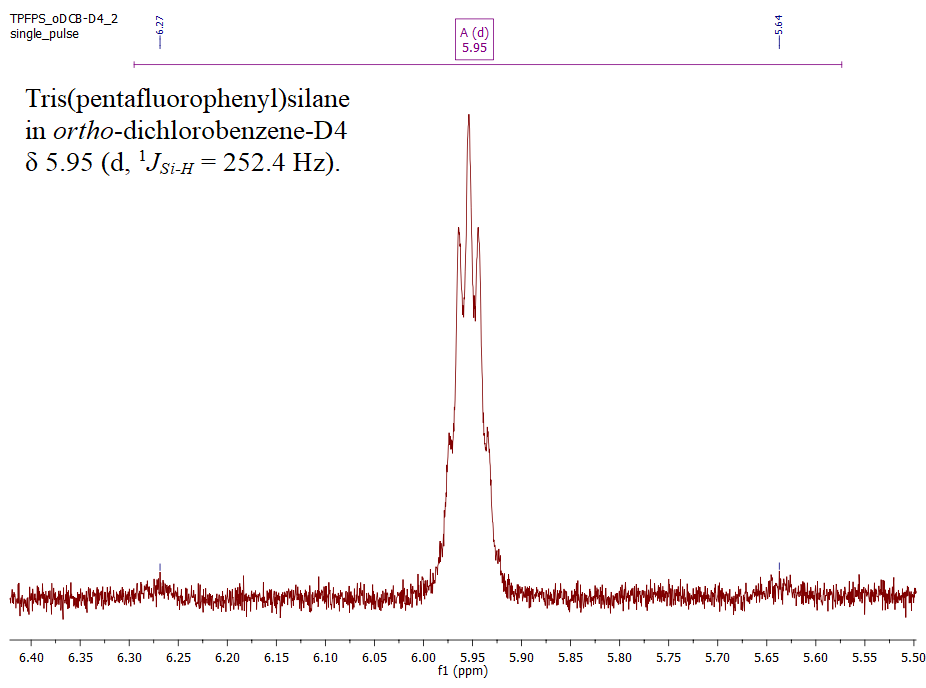 TPFPS_oDCB-D4_2
single_pulse
—6.27
A (d)
5.95
—5.64
Tris(pentafluorophenyl)silane
in ortho-dichlorobenzene-D4
δ 5.95 (d, ¹J_Si-H = 252.4 Hz).
6.40 6.35 6.30 6.25 6.20 6.15 6.10 6.05 6.00 5.95 5.90 5.85 5.80 5.75 5.70 5.65 5.60 5.55 5.50
f1 (ppm)